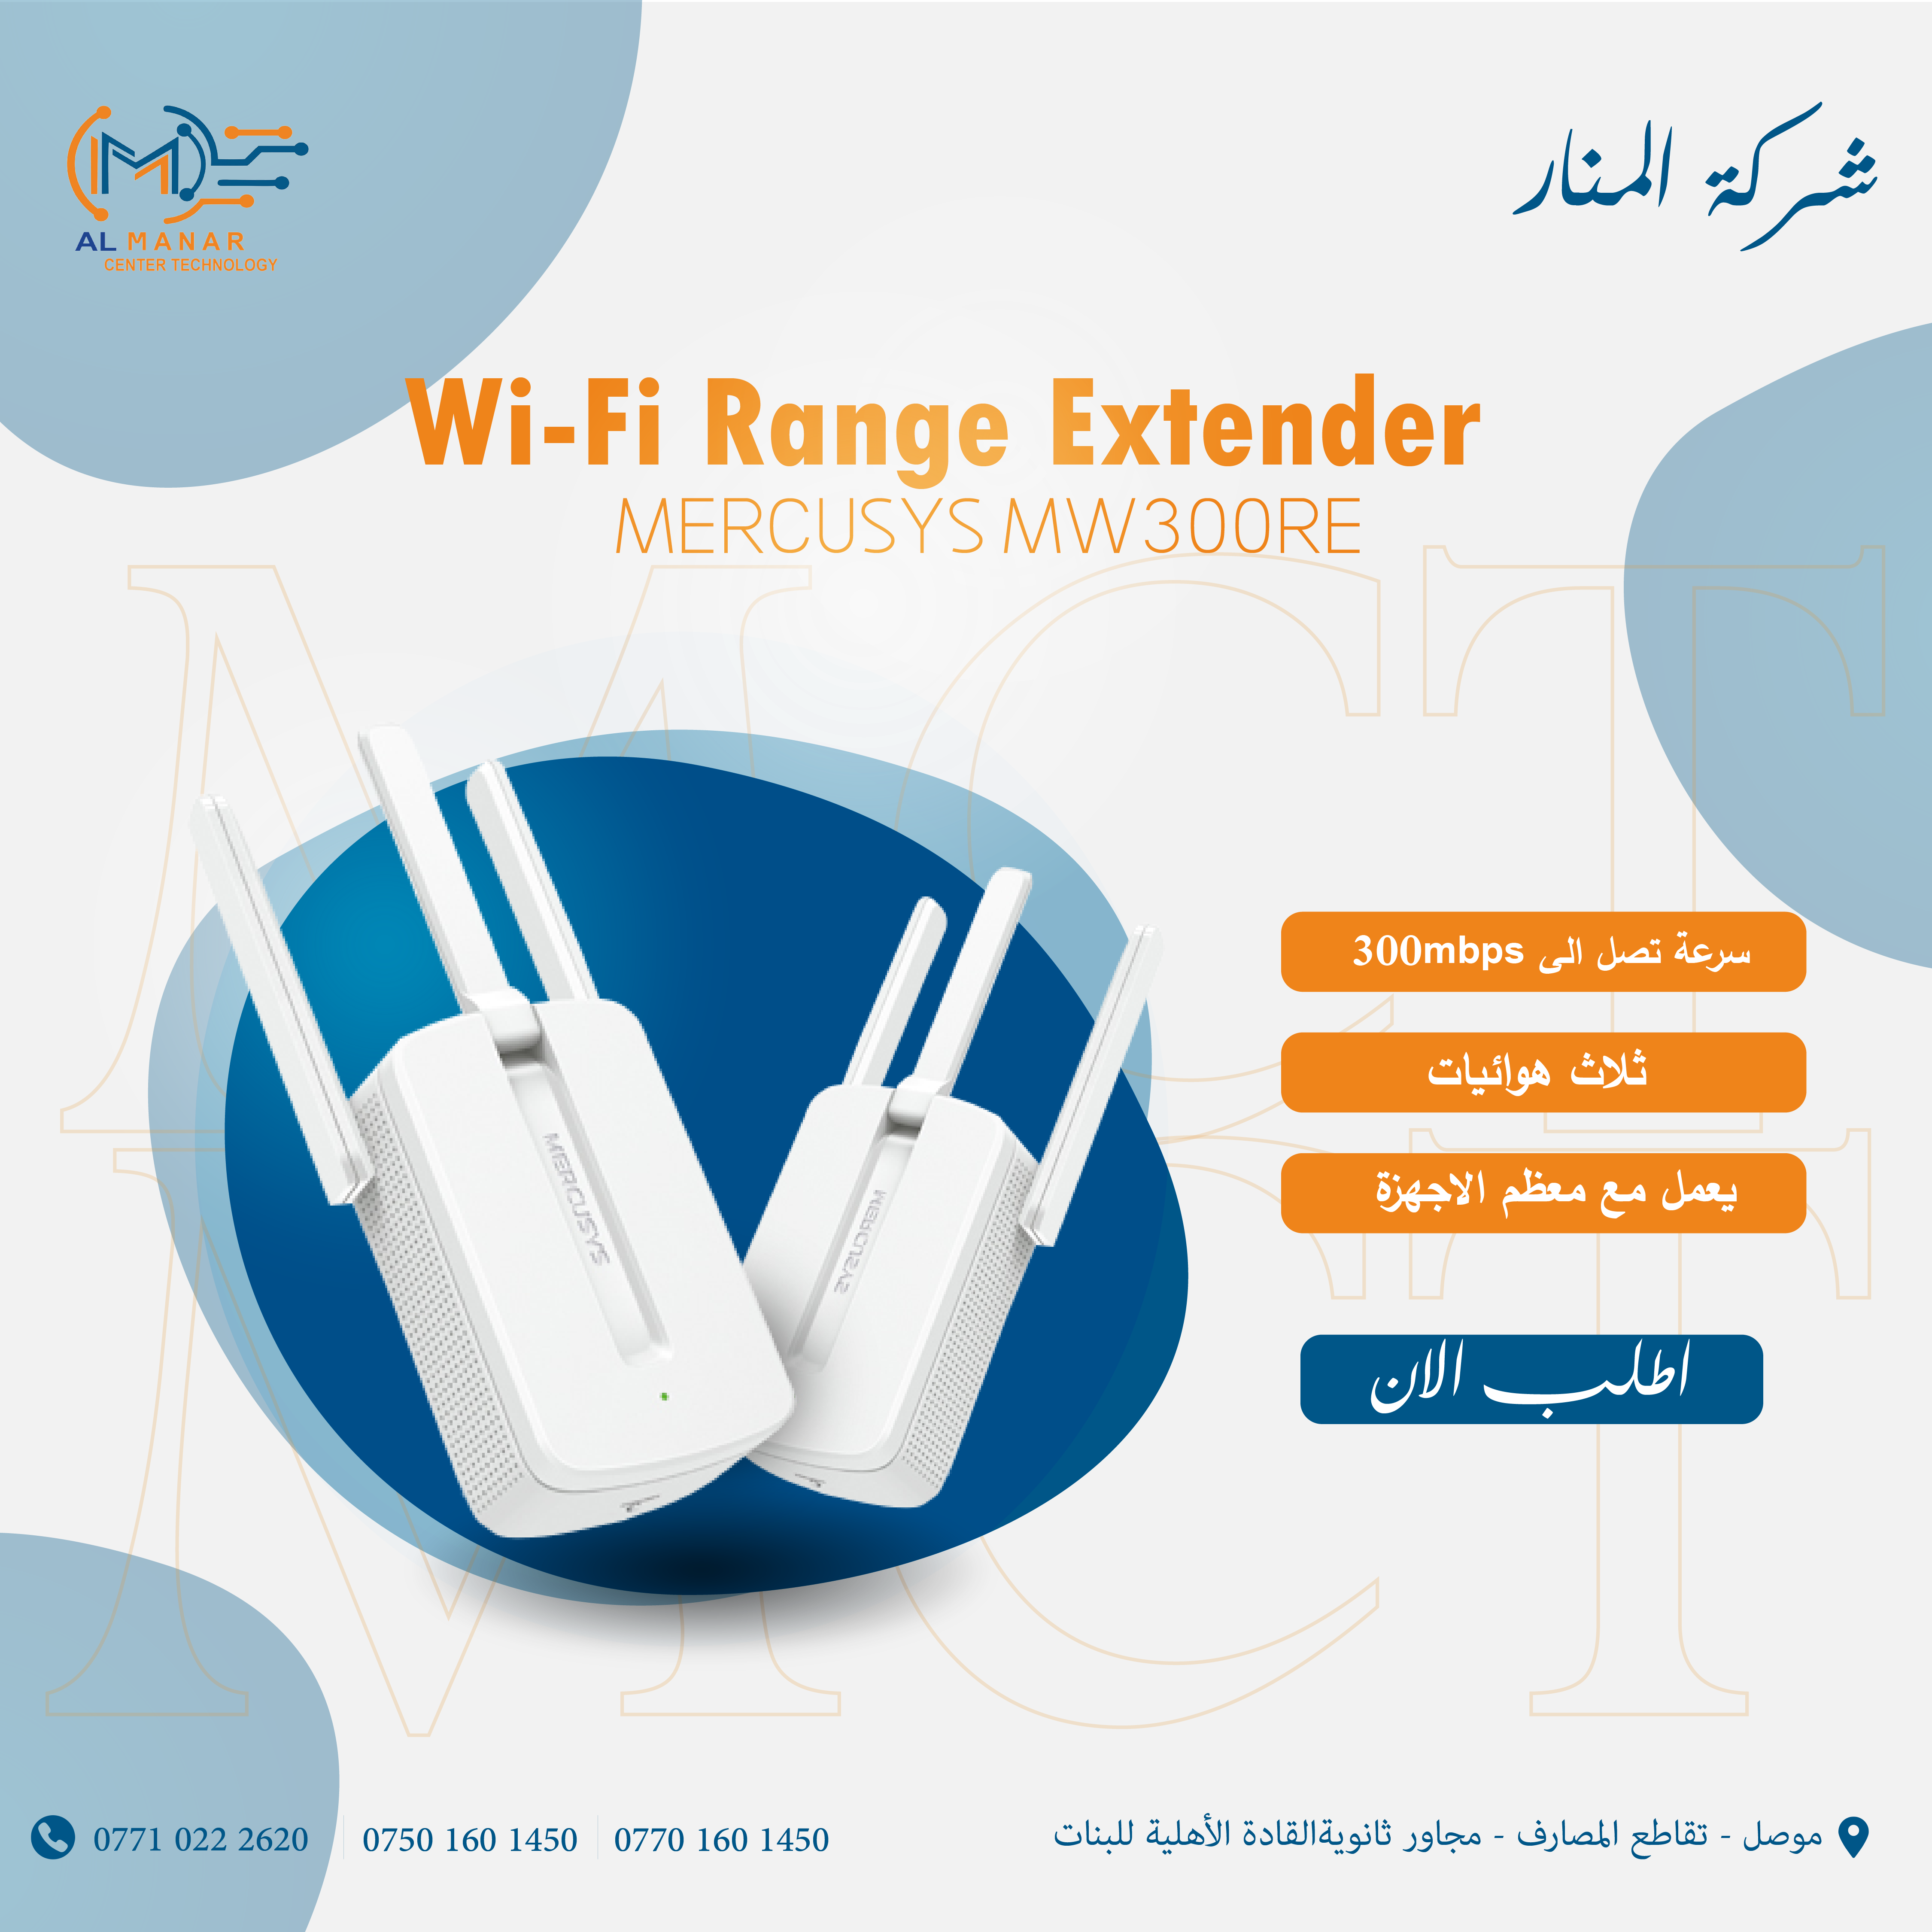 AL MANAR
CENTER TECHNOLOGY
شركة المنار
Wi-Fi Range Extender
MERCUSYS MW300RE
MCT
MCT
MERCUSYS
MERCUSYS
سرعة تصل الى 300mbps
ثلاث هوائيات
يعمل مع معظم الاجهزة
اطلب الان
0771 022 2620
0750 160 1450
0770 160 1450
موصل - تقاطع المصارف - مجاور ثانويةالقادة الأهلية للبنات